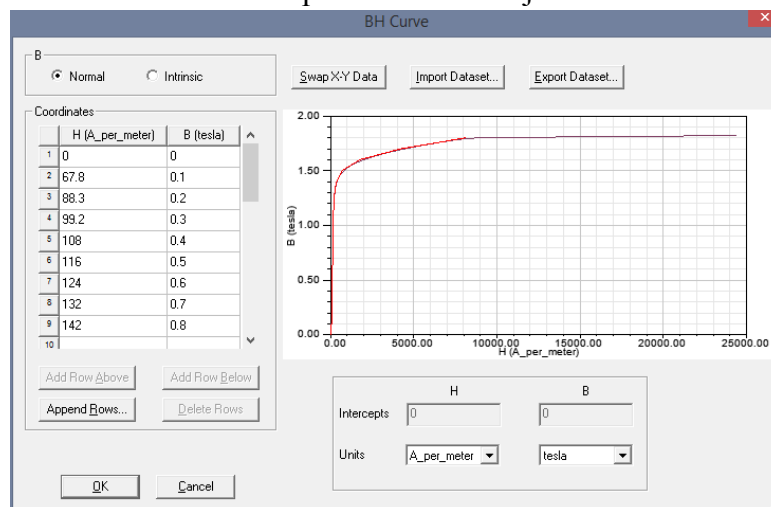 BH Curve
B
Normal Intrinsic
Swap X-Y Data Import Dataset... Export Dataset...
Coordinates
H (A_per_meter) B (tesla)
1 0 0
2 67.8 0.1
3 88.3 0.2
4 99.2 0.3
5 108 0.4
6 116 0.5
7 124 0.6
8 132 0.7
9 142 0.8
10
Add Row Above Add Row Below
Append Rows... Delete Rows
OK Cancel
2.00
1.50
1.00
0.50
0.00
B (tesla)
0.00 5000.00 10000.00 15000.00 20000.00 25000.00
H (A_per_meter)
H B
Intercepts 0 0
Units A_per_meter tesla